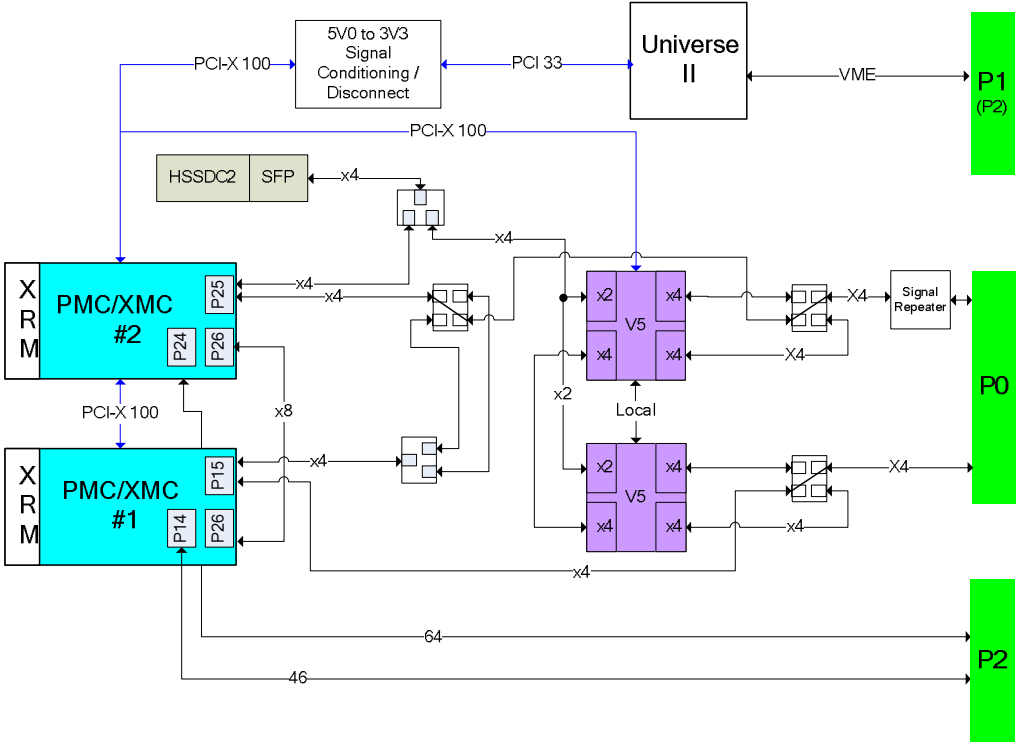 5V0 to 3V3
Signal
Conditioning /
Disconnect
Universe
II
PCI-X 100
PCI 33
VME
P1
(P2)
PCI-X 100
HSSDC2
SFP
x4
x4
X
R
M
PMC/XMC
#2
P25
P24
P26
x4
x4
x2
x4
V5
x4
x4
X4
Signal
Repeater
X4
P0
PCI-X 100
x8
x2
Local
X
R
M
PMC/XMC
#1
P15
P14
P26
x4
x2
x4
V5
x4
x4
X4
x4
x4
64
46
P2